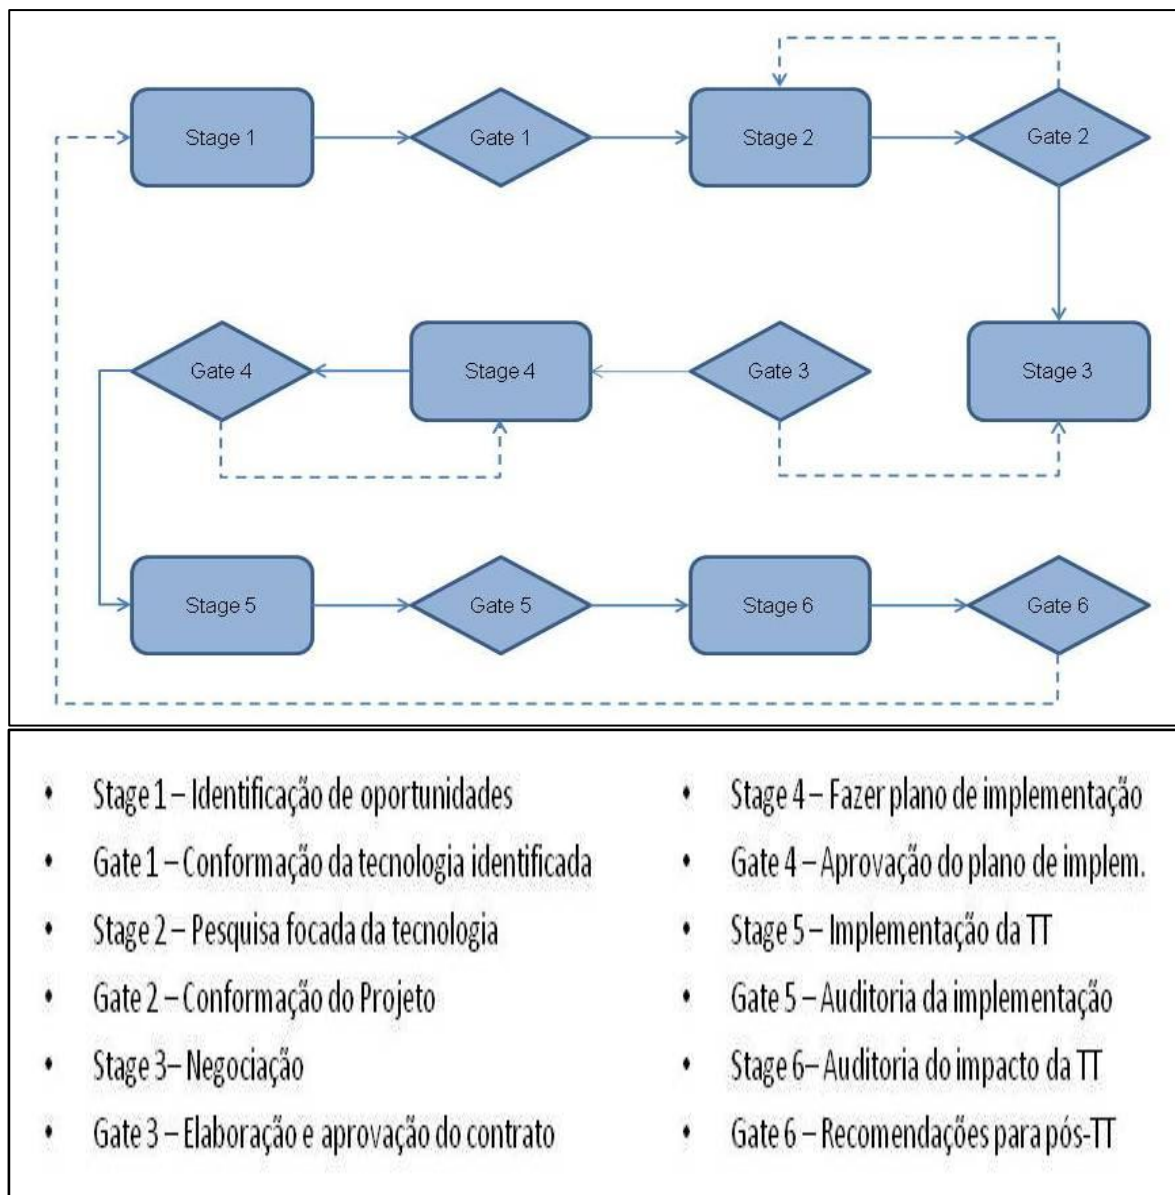 Stage 1
Gate 1
Stage 2
Gate 2
Gate 4
Stage 4
Gate 3
Stage 3
Stage 5
Gate 5
Stage 6
Gate 6
• Stage 1 – Identificação de oportunidades
• Gate 1 – Conformação da tecnologia identificada
• Stage 2 – Pesquisa focada da tecnologia
• Gate 2 – Conformação do Projeto
• Stage 3– Negociação
• Gate 3 – Elaboração e aprovação do contrato
• Stage 4 – Fazer plano de implementação
• Gate 4 – Aprovação do plano de implem.
• Stage 5 – Implementação da TT
• Gate 5 – Auditoria da implementação
• Stage 6– Auditoria do impacto da TT
• Gate 6 – Recomendações para pós-TT